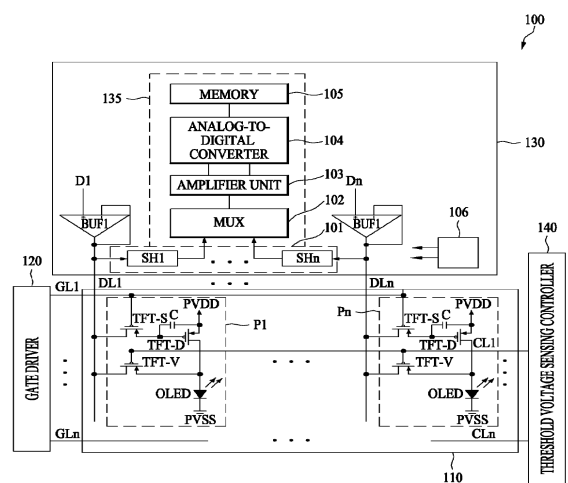 100
135
MEMORY
105
ANALOG-TO-
DIGITAL
CONVERTER
104
130
D1
AMPLIFIER UNIT
103
Dn
BUF1
MUX
102
BUF1
101
106
SH1
SHn
120
140
DL1
DLn
GL1
PVDD
P1
Pn
PVDD
TFT-S
C
TFT-S
C
TFT-D
TFT-D
CL1
TFT-V
TFT-V
GATE DRIVER
OLED
OLED
THRESHOLD VOLTAGE SENSING CONTROLLER
PVSS
PVSS
GLn
CLn
110